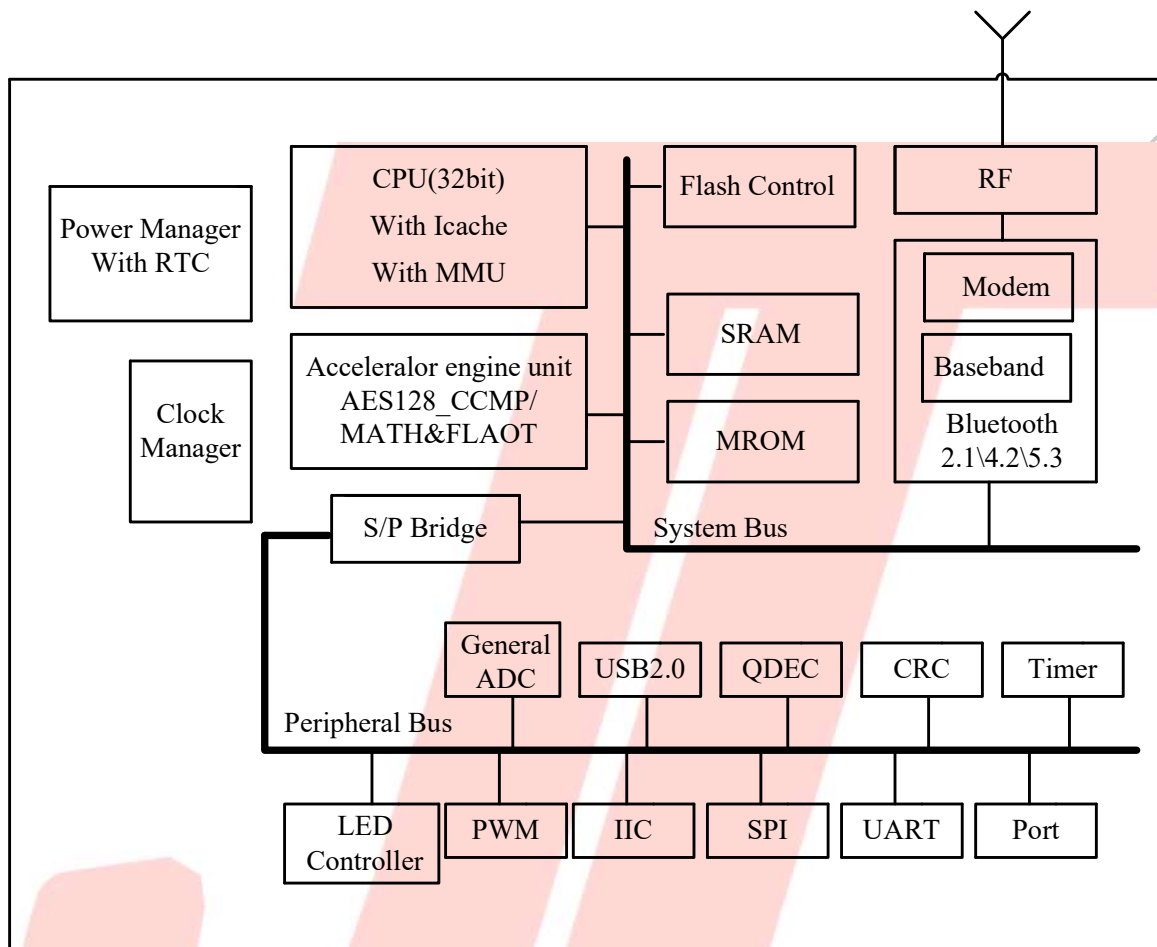 CPU(32bit)
With Icache
With MMU
Flash Control
RF
Power Manager
With RTC
Modem
SRAM
Baseband
Bluetooth
2.1\4.2\5.3
Acceleralor engine unit
AES128_CCMP/
MATH&FLAOT
Clock
Manager
MROM
S/P Bridge
System Bus
General
ADC
USB2.0
QDEC
CRC
Timer
Peripheral Bus
LED
Controller
PWM
IIC
SPI
UART
Port